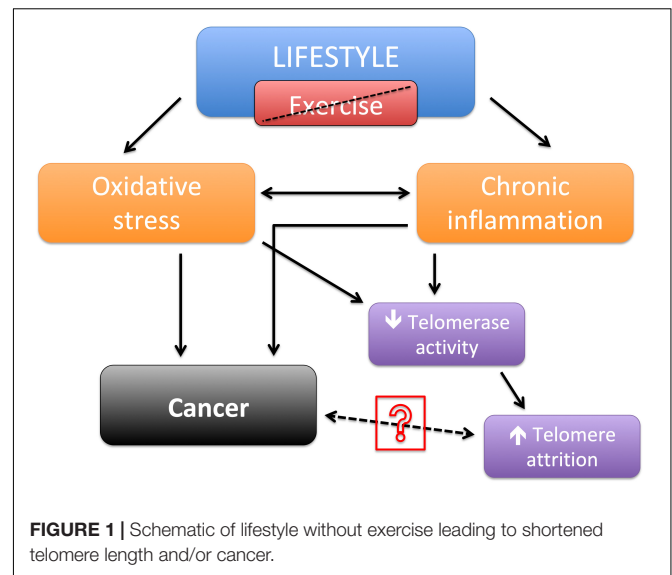 LIFESTYLE
Exercise
Oxidative
stress
Chronic
inflammation
↓ Telomerase
activity
Cancer
?
↑ Telomere
attrition
FIGURE 1 | Schematic of lifestyle without exercise leading to shortened
telomere length and/or cancer.